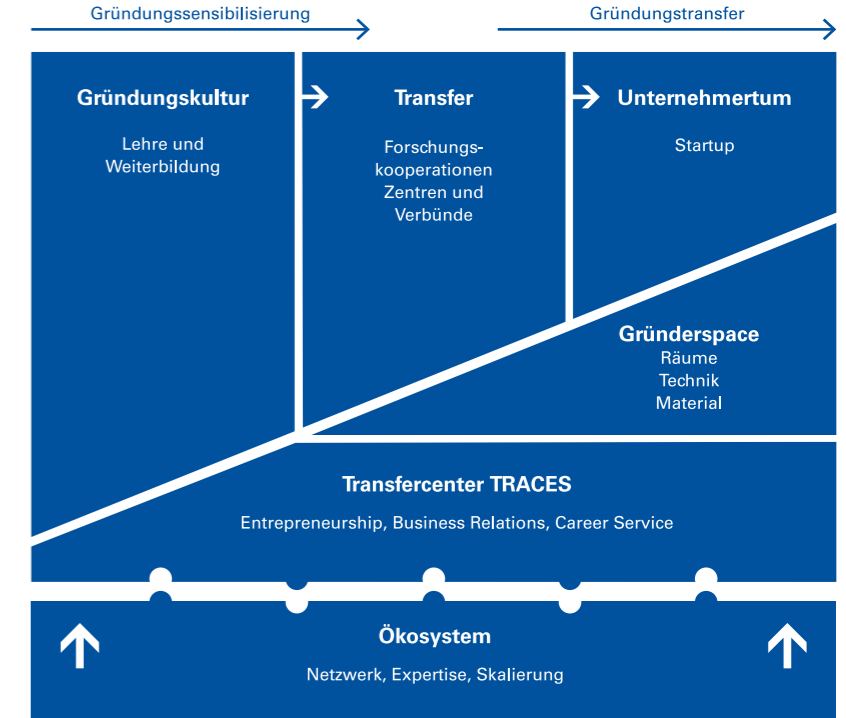 Gründungssensibilisierung
Gründungstransfer
Gründungskultur
Lehre und
Weiterbildung
Transfer
Forschungs-
kooperationen
Zentren und
Verbünde
Unternehmertum
Startup
Gründerspace
Räume
Technik
Material
Transfercenter TRACES
Entrepreneurship, Business Relations, Career Service
Ökosystem
Netzwerk, Expertise, Skalierung